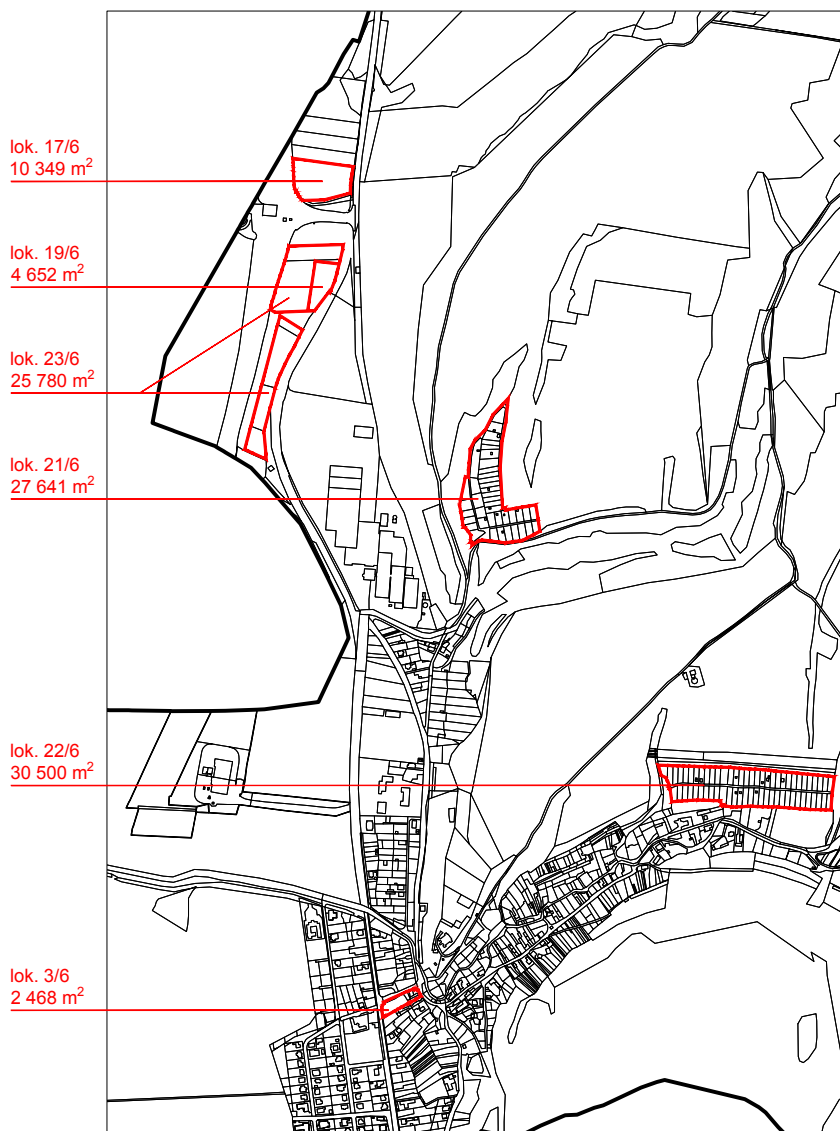 lok. 17/6
10 349 m²
lok. 19/6
4 652 m²
lok. 23/6
25 780 m²
lok. 21/6
27 641 m²
lok. 22/6
30 500 m²
lok. 3/6
2 468 m²